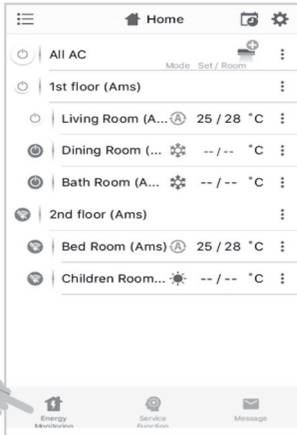 Home
All AC
Mode Set / Room
1st floor (Ams)
Living Room (A... A 25 / 28 °C
Dining Room (... -- / -- °C
Bath Room (A... -- / -- °C
2nd floor (Ams)
Bed Room (Ams) A 25 / 28 °C
Children Room... -- / -- °C
Energy Monitoring
Service Function
Message